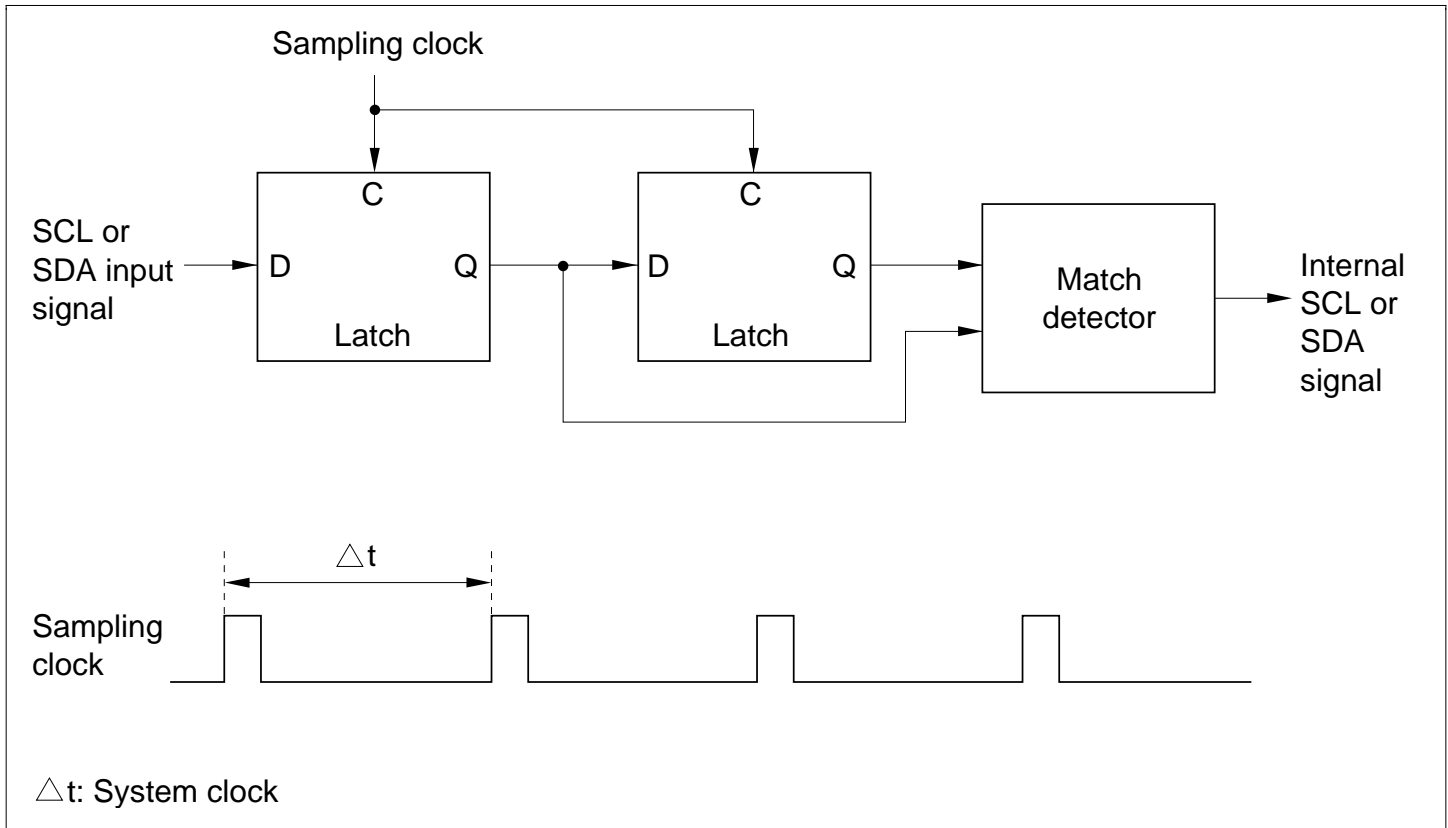 Sampling clock
C
C
SCL or
SDA input
signal
D
Q
D
Q
Latch
Latch
Match
detector
Internal
SCL or
SDA
signal
△t
Sampling
clock
△t: System clock